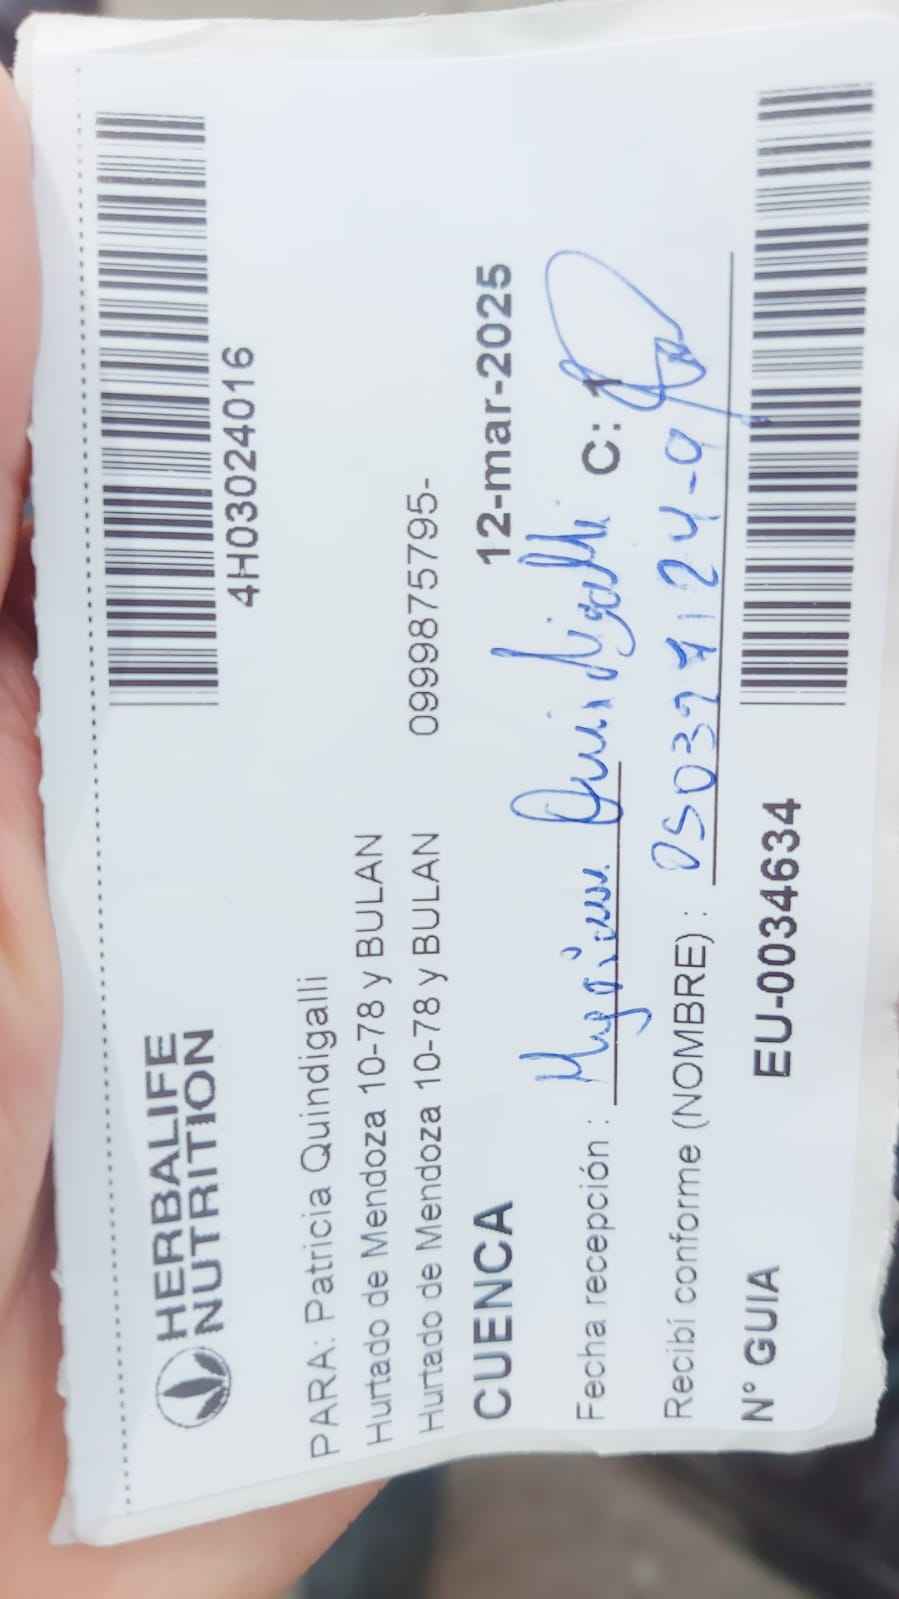 HERBALIFE
NUTRITION
4H03024016
PARA: Patricia Quindigalli
Hurtado de Mendoza 10-78 y BULAN
Hurtado de Mendoza 10-78 y BULAN 0999875795-
CUENCA 12-mar-2025
Fecha recepción : Quindigalli C: 1
Recibí conforme (NOMBRE) :
N° GUIA EU-0034634